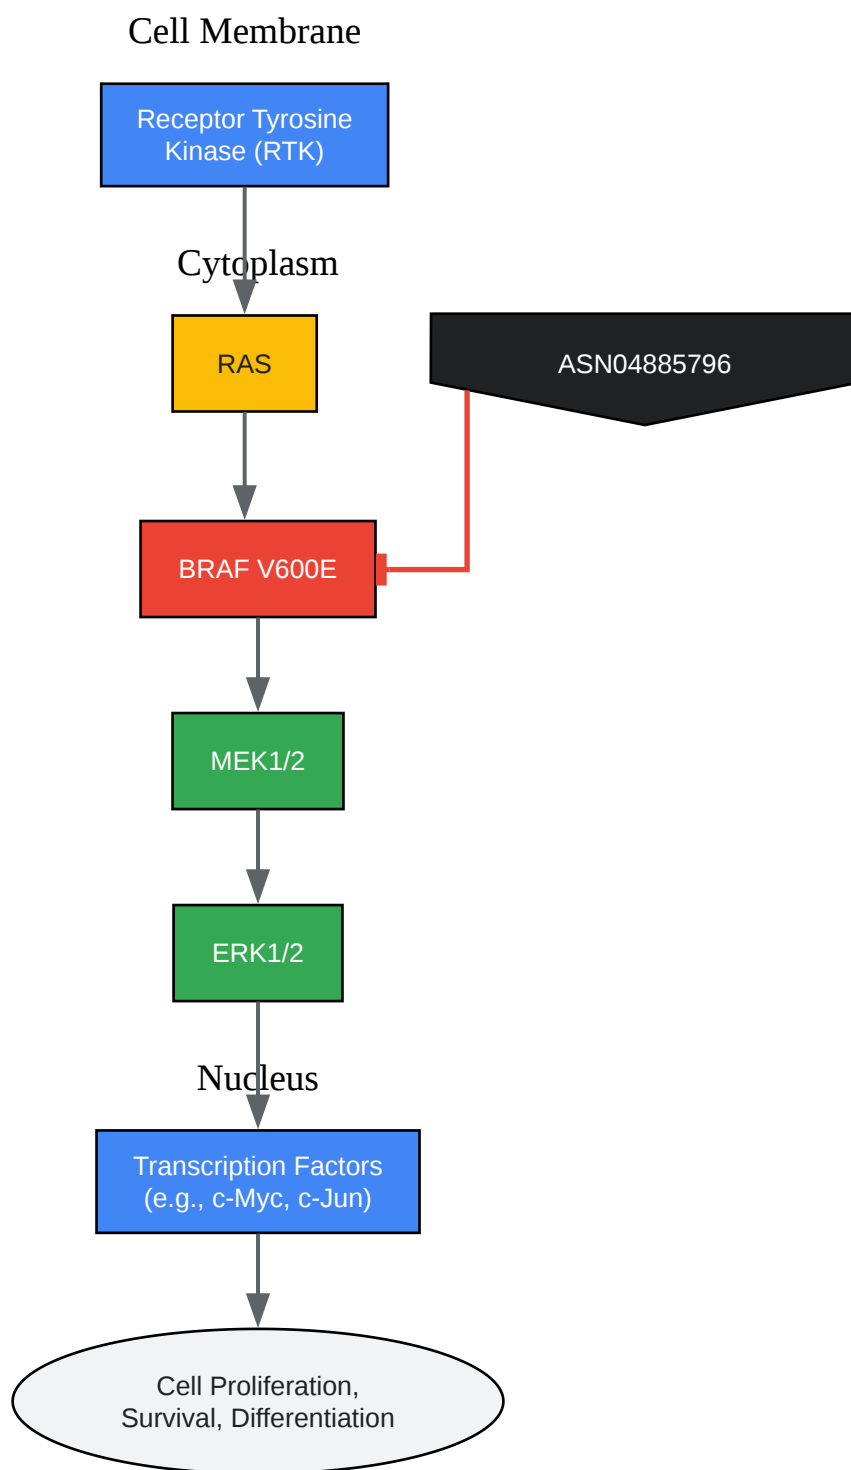 Cell Membrane
Receptor Tyrosine
Kinase (RTK)
Cytoplasm
RAS
ASN04885796
BRAF V600E
MEK1/2
ERK1/2
Nucleus
Transcription Factors
(e.g., c-Myc, c-Jun)
Cell Proliferation,
Survival, Differentiation